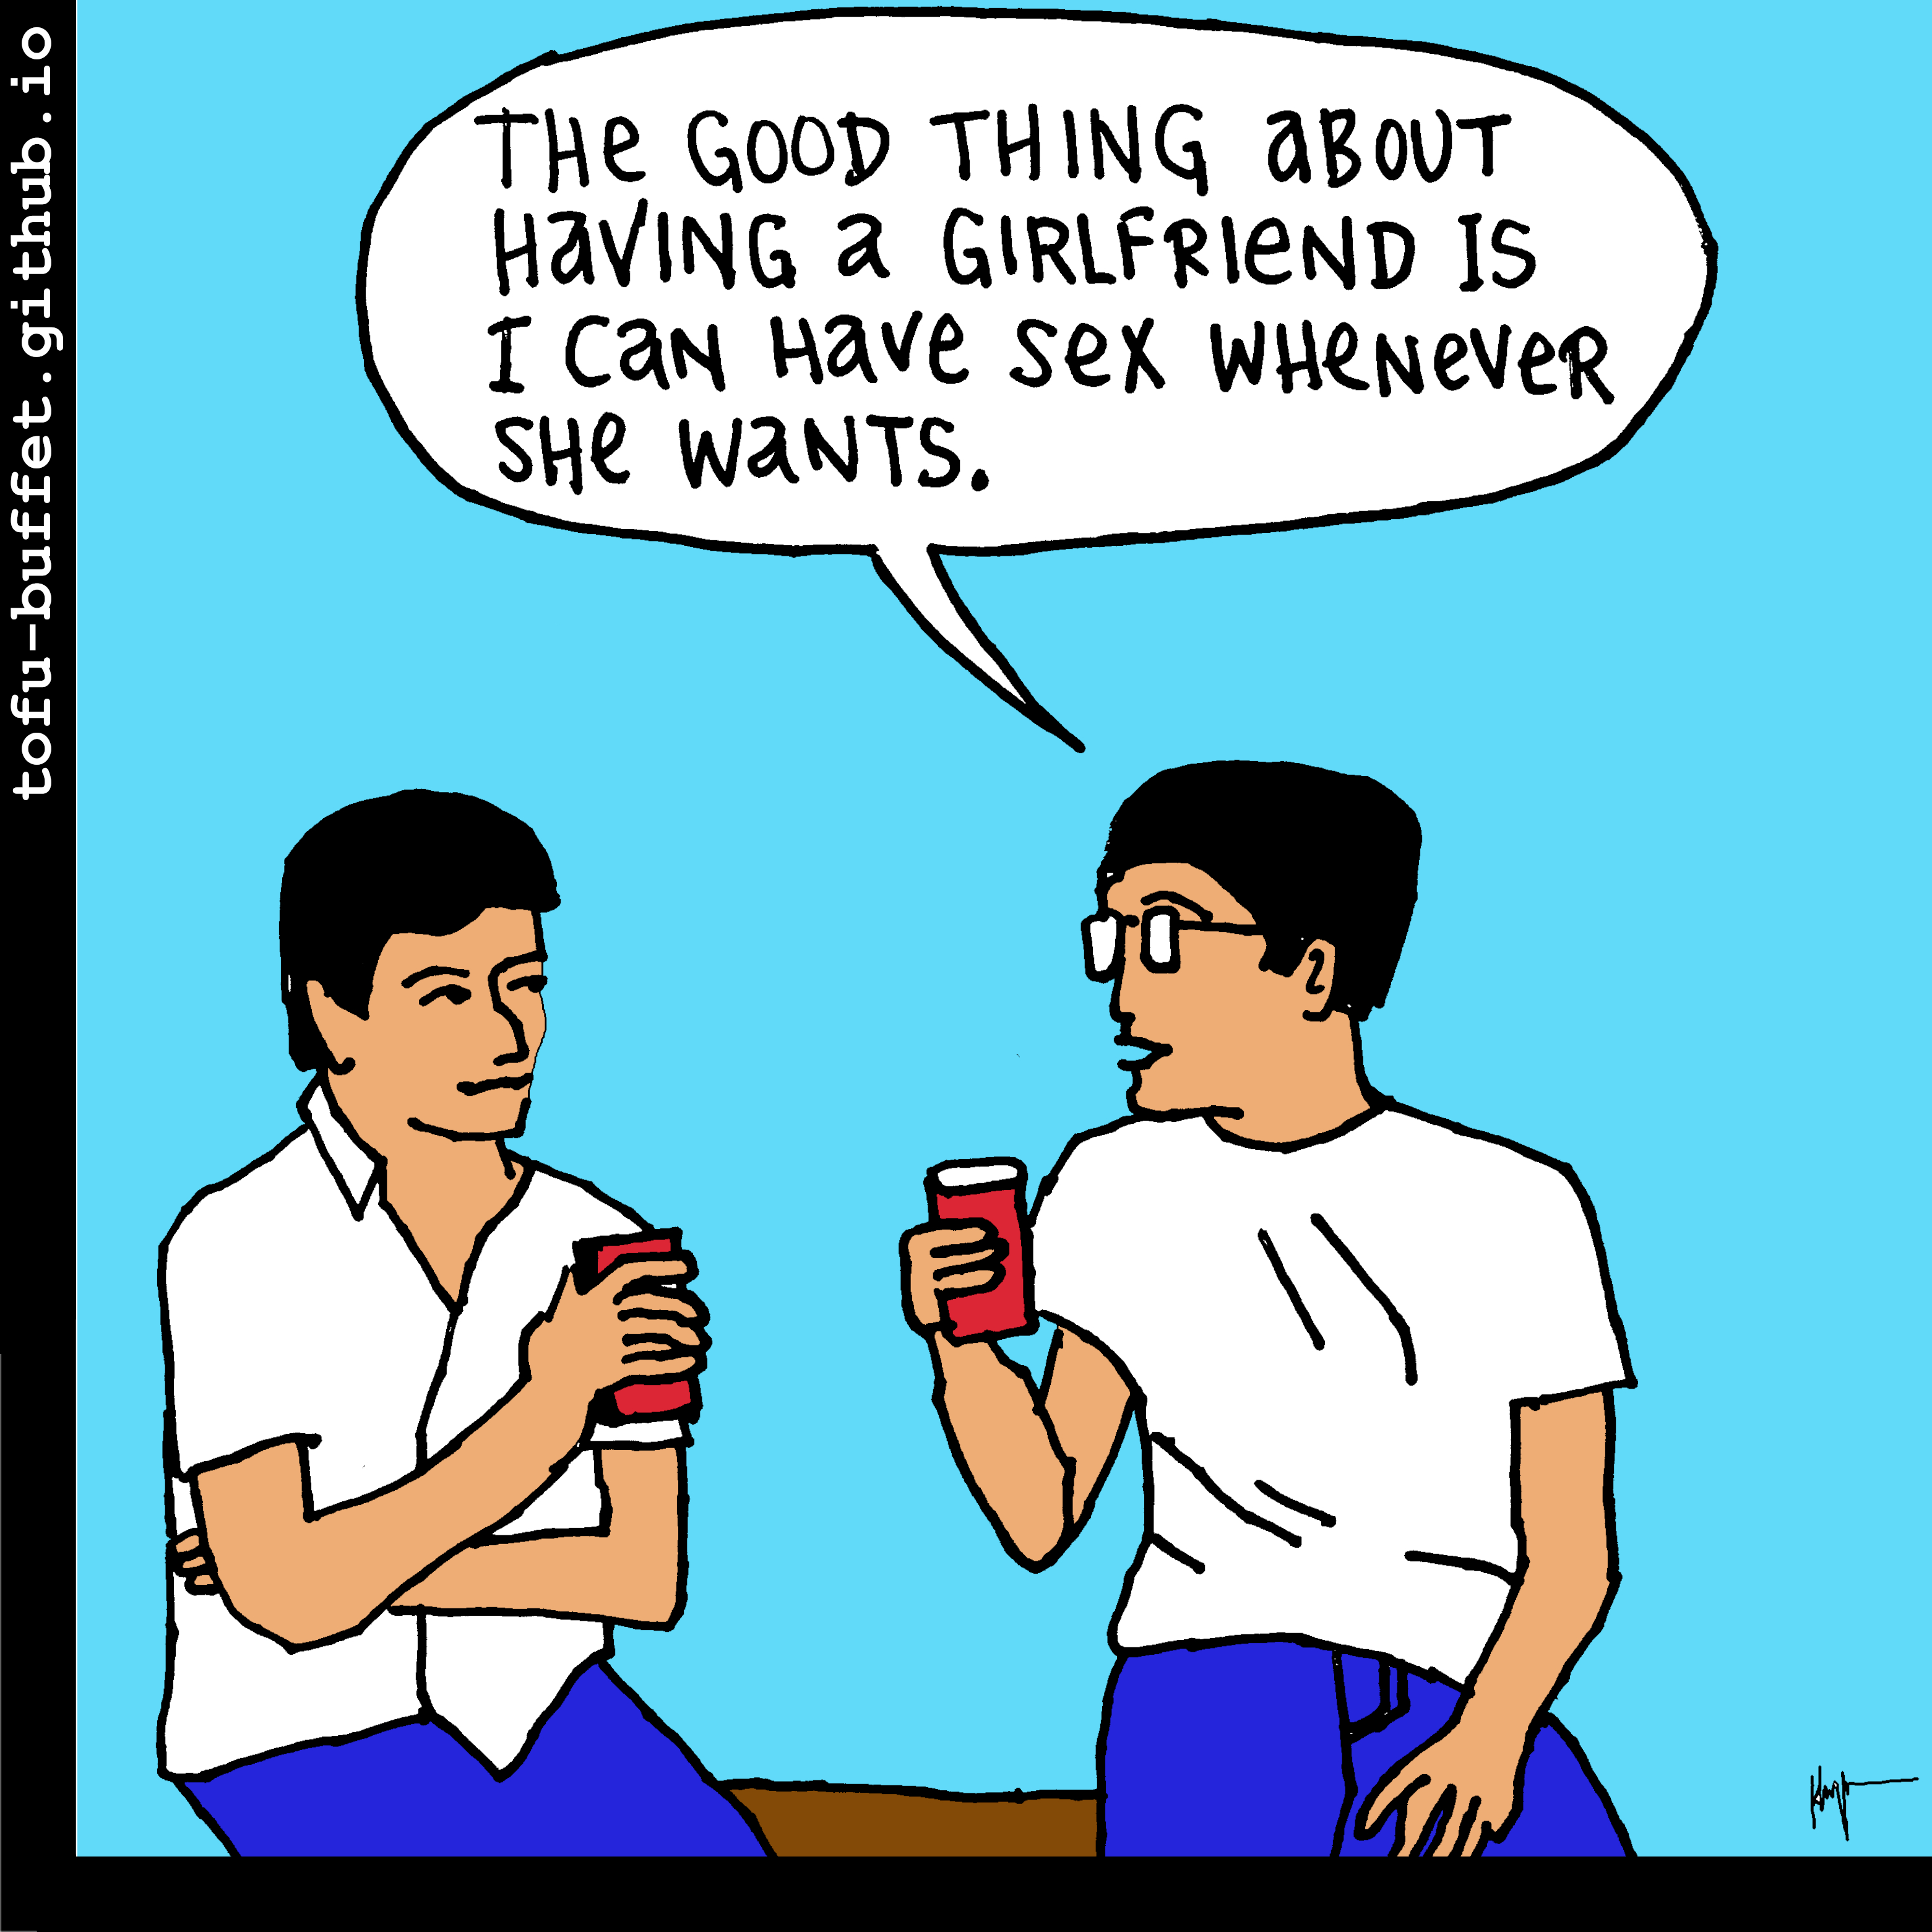 tofu-buffet.github.io
THe GOOD THING aBOUT
HaVING a GIRLFRIeND IS
I CaN HaVe SeX WHeNeVeR
SHe WaNTS.